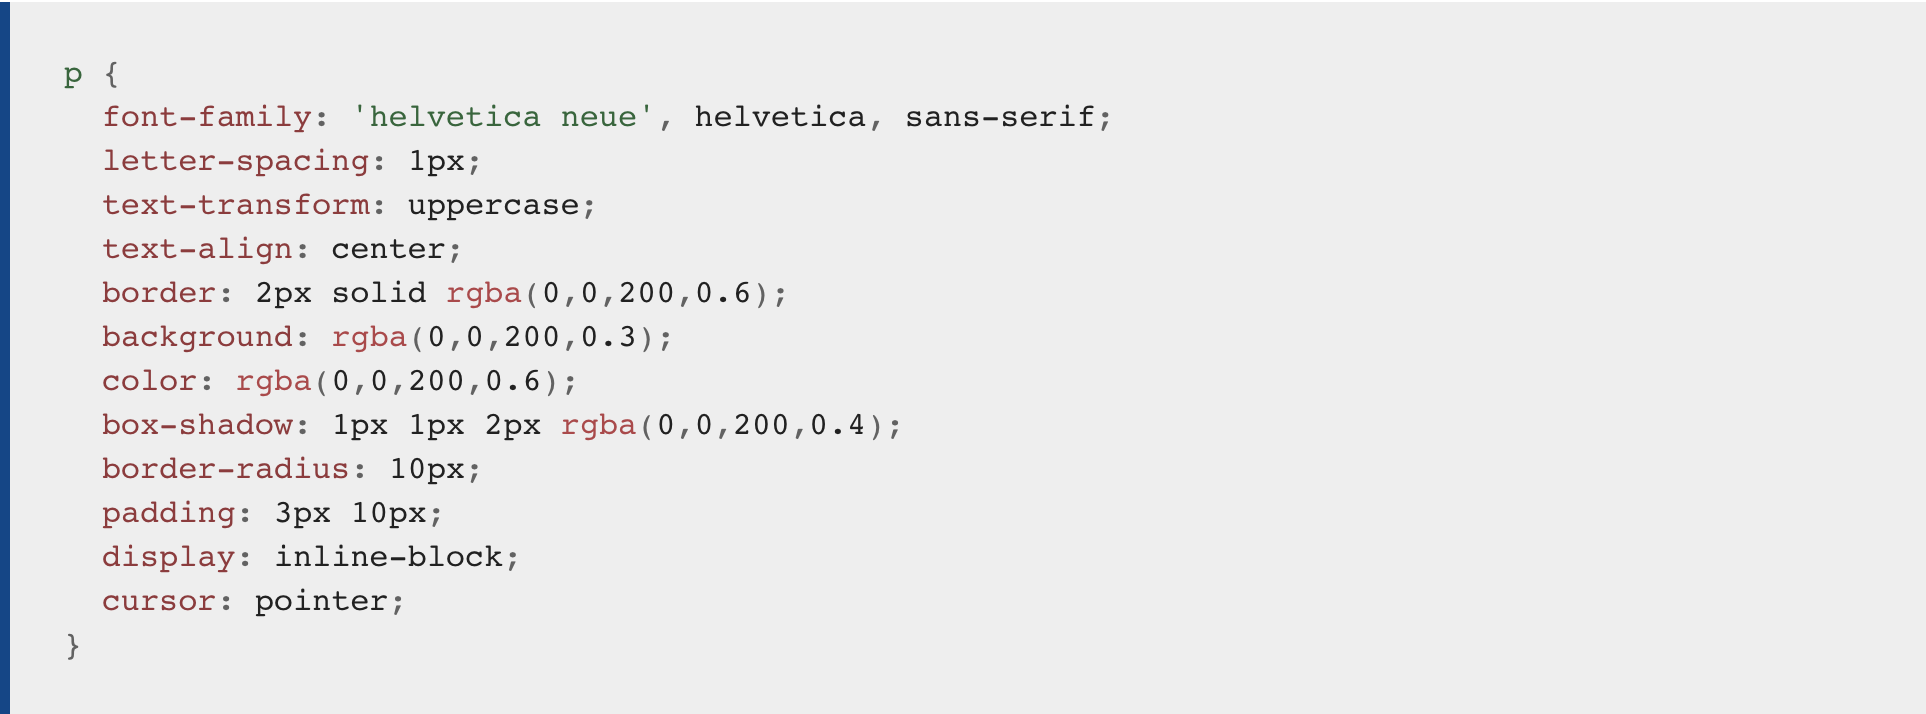 p {
  font-family: 'helvetica neue', helvetica, sans-serif;
  letter-spacing: 1px;
  text-transform: uppercase;
  text-align: center;
  border: 2px solid rgba(0,0,200,0.6);
  background: rgba(0,0,200,0.3);
  color: rgba(0,0,200,0.6);
  box-shadow: 1px 1px 2px rgba(0,0,200,0.4);
  border-radius: 10px;
  padding: 3px 10px;
  display: inline-block;
  cursor: pointer;
}